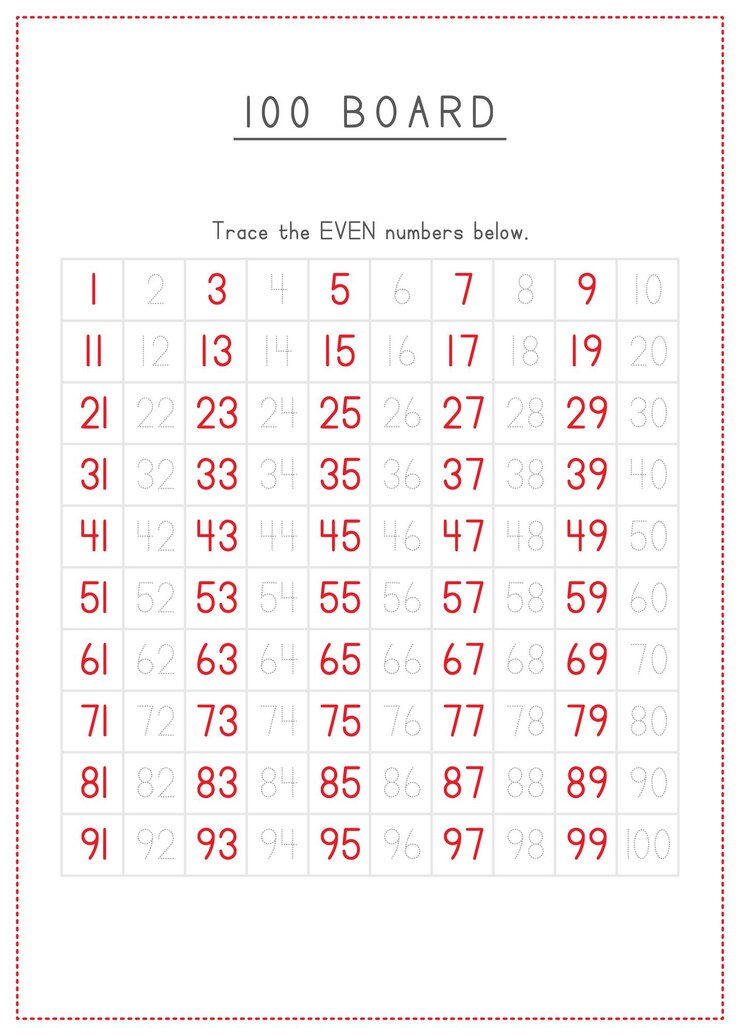 100 BOARD
Trace the EVEN numbers below.
1 2 3 4 5 6 7 8 9 10
11 12 13 14 15 16 17 18 19 20
21 22 23 24 25 26 27 28 29 30
31 32 33 34 35 36 37 38 39 40
41 42 43 44 45 46 47 48 49 50
51 52 53 54 55 56 57 58 59 60
61 62 63 64 65 66 67 68 69 70
71 72 73 74 75 76 77 78 79 80
81 82 83 84 85 86 87 88 89 90
91 92 93 94 95 96 97 98 99 100